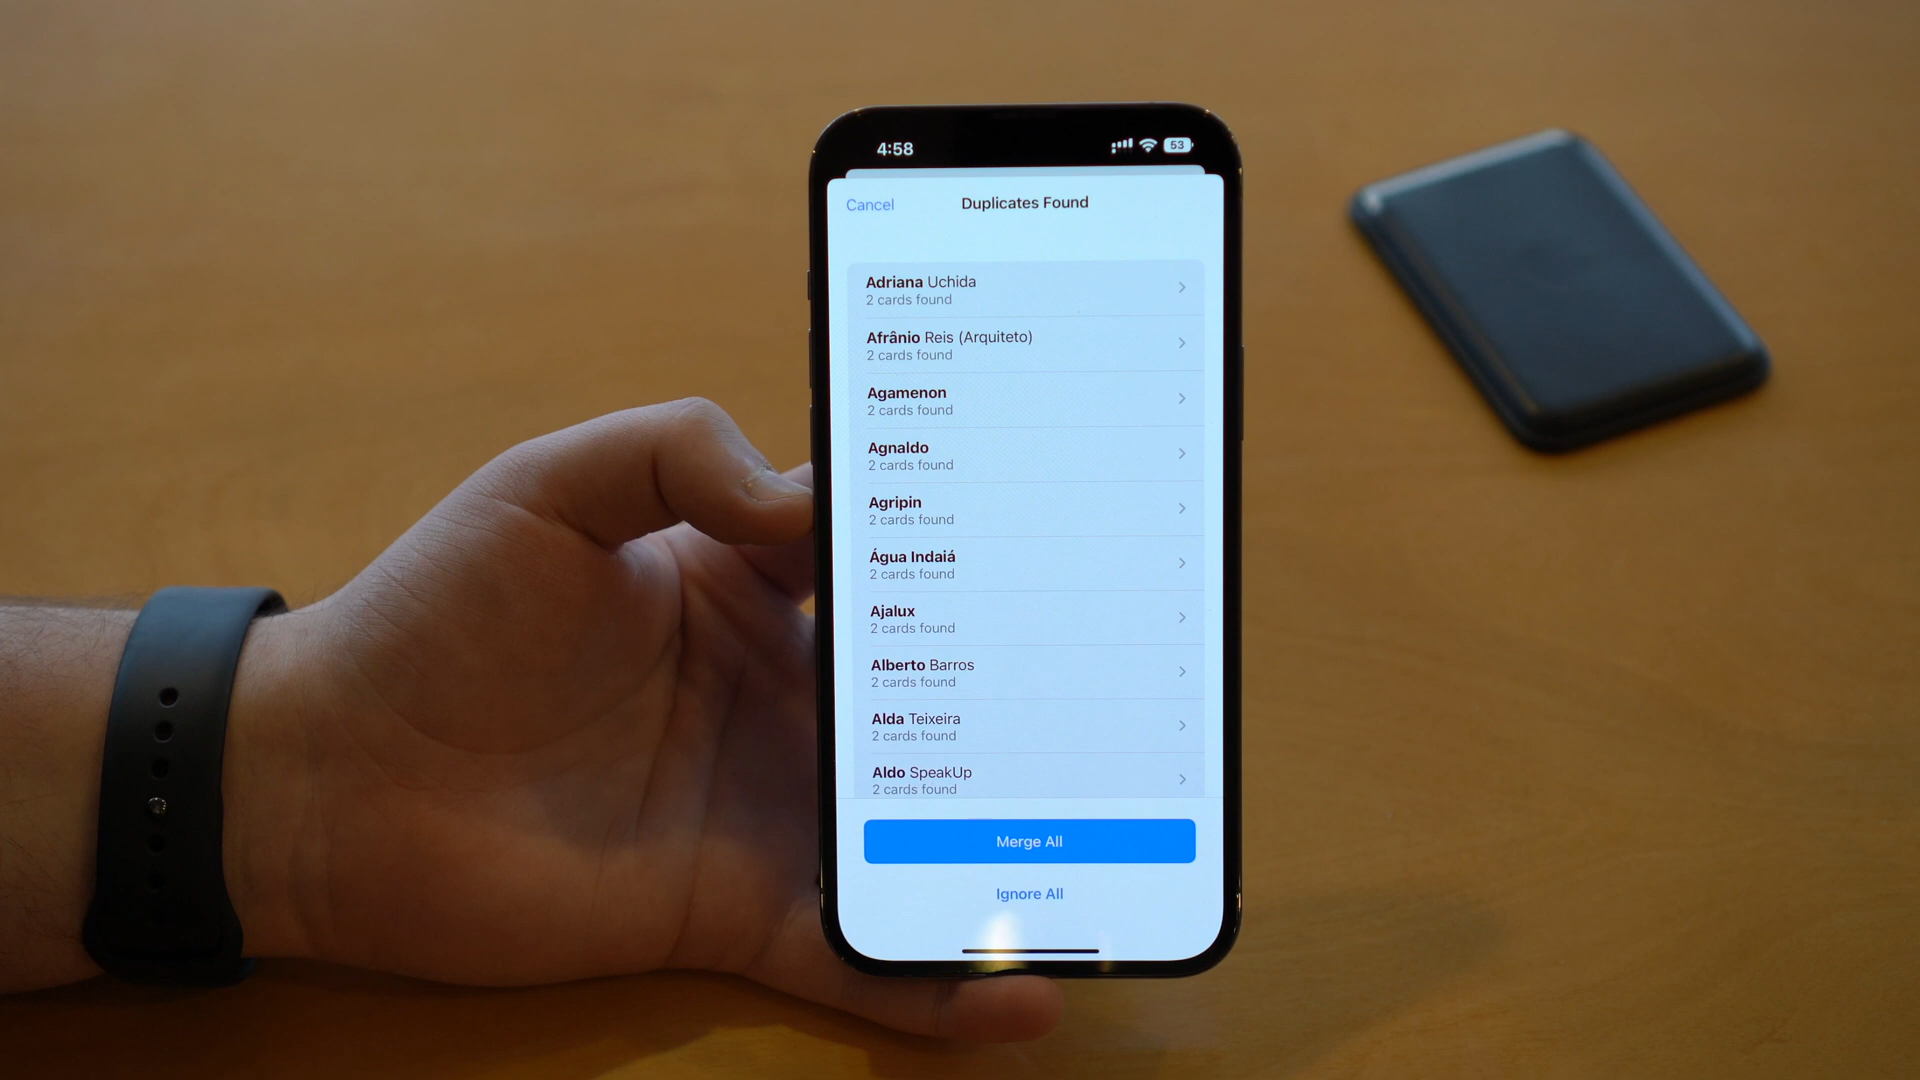 4:58
53
Cancel
Duplicates Found
Adriana Uchida
2 cards found
Afrânio Reis (Arquiteto)
2 cards found
Agamenon
2 cards found
Agnaldo
2 cards found
Agripin
2 cards found
Água Indaiá
2 cards found
Ajalux
2 cards found
Alberto Barros
2 cards found
Alda Teixeira
2 cards found
Aldo SpeakUp
2 cards found
Merge All
Ignore All